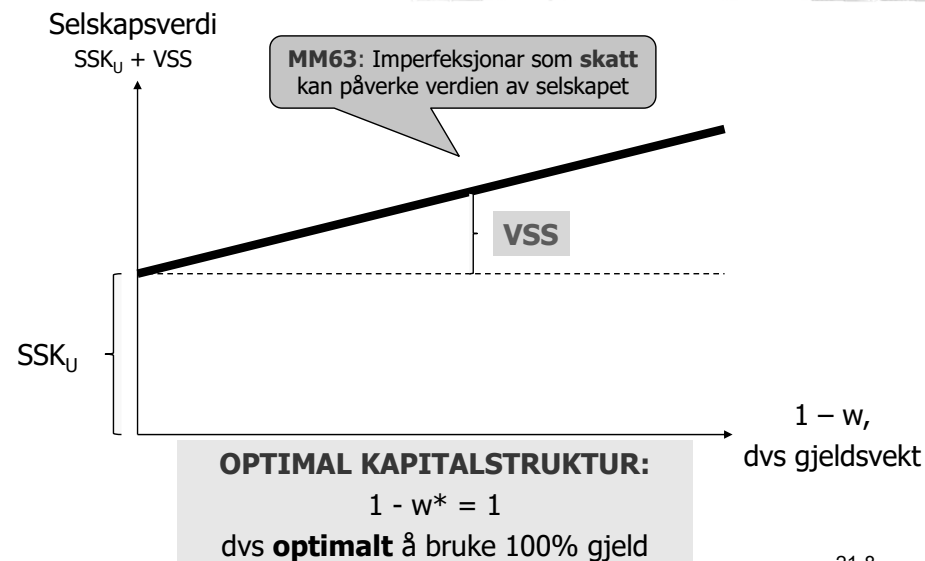 Selskapsverdi
SSK_U + VSS
MM63: Imperfeksjonar som skatt
kan påverke verdien av selskapet
VSS
SSK_U
1 – w,
dvs gjeldsvekt
OPTIMAL KAPITALSTRUKTUR:
1 - w* = 1
dvs optimalt å bruke 100% gjeld